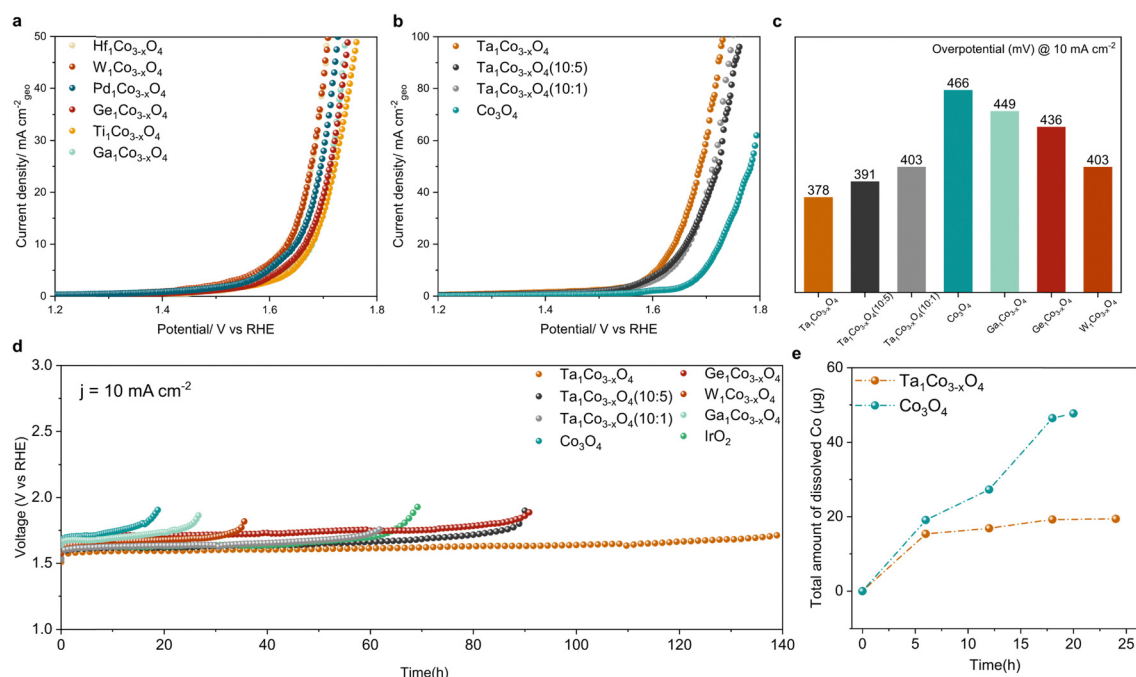 a
Current density/ mA cm⁻²geo
50
40
30
20
10
0
Hf₁Co₃₋ₓO₄
W₁Co₃₋ₓO₄
Pd₁Co₃₋ₓO₄
Ge₁Co₃₋ₓO₄
Ti₁Co₃₋ₓO₄
Ga₁Co₃₋ₓO₄
1.2 1.4 1.6 1.8
Potential/ V vs RHE
b
Current density/ mA cm⁻²geo
100
80
60
40
20
0
Ta₁Co₃₋ₓO₄
Ta₁Co₃₋ₓO₄(10:5)
Ta₁Co₃₋ₓO₄(10:1)
Co₃O₄
1.2 1.4 1.6 1.8
Potential/ V vs RHE
c
Overpotential (mV) @ 10 mA cm⁻²
378
391
403
466
449
436
403
Ta₁Co₃₋ₓO₄
Ta₁Co₃₋ₓO₄(10:5)
Ta₁Co₃₋ₓO₄(10:1)
Co₃O₄
Ga₁Co₃₋ₓO₄
Ge₁Co₃₋ₓO₄
W₁Co₃₋ₓO₄
d
Voltage (V vs RHE)
3.0
2.5
2.0
1.5
1.0
j = 10 mA cm⁻²
Ta₁Co₃₋ₓO₄
Ta₁Co₃₋ₓO₄(10:5)
Ta₁Co₃₋ₓO₄(10:1)
Co₃O₄
Ge₁Co₃₋ₓO₄
W₁Co₃₋ₓO₄
Ga₁Co₃₋ₓO₄
IrO₂
0 20 40 60 80 100 120 140
Time(h)
e
Total amount of dissolved Co (µg)
60
40
20
0
Ta₁Co₃₋ₓO₄
Co₃O₄
0 5 10 15 20 25
Time(h)